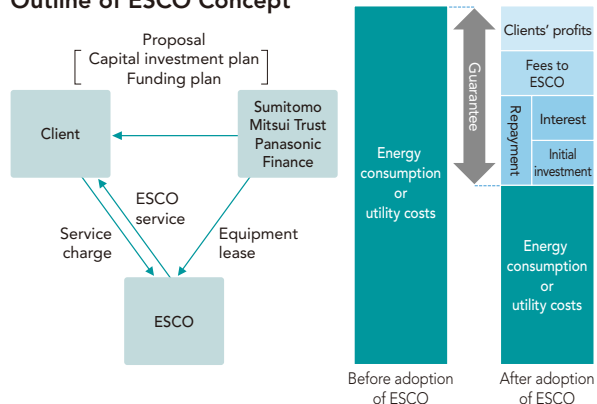 Outline of ESCO Concept
Proposal
Capital investment plan
Funding plan
Client
Sumitomo
Mitsui Trust
Panasonic
Finance
ESCO
service
Service
charge
Equipment
lease
ESCO
Energy
consumption
or
utility costs
Before adoption
of ESCO
Guarantee
Clients’ profits
Fees to
ESCO
Repayment
Interest
Initial
investment
Energy
consumption
or
utility costs
After adoption
of ESCO